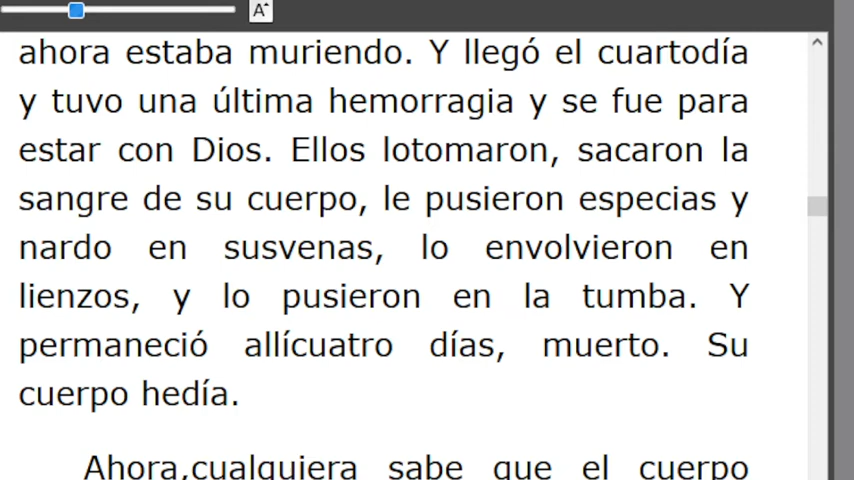 A
ahora estaba muriendo. Y llegó el cuartodía
y tuvo una última hemorragia y se fue para
estar con Dios. Ellos lotomaron, sacaron la
sangre de su cuerpo, le pusieron especias y
nardo en susvenas, lo envolvieron en
lienzos, y lo pusieron en la tumba. Y
permaneció allícuatro días, muerto. Su
cuerpo hedía.
Ahora,cualquiera sabe que el cuerpo